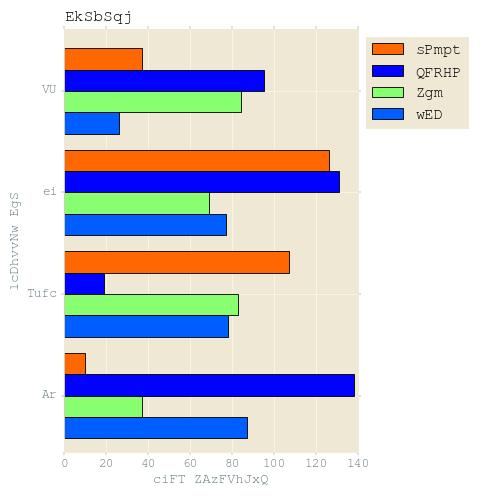 EkSbSqj
sPmpt
QFRHP
Zgm
wED
VU
ei
Tufc
Ar
lcDhvvNw EgS
0 20 40 60 80 100 120 140
ciFT ZAzFVhJxQ